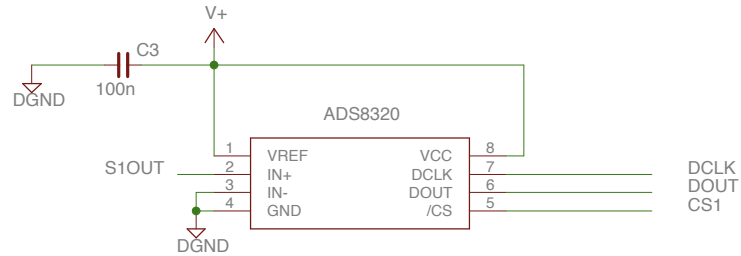 V+
C3
100n
DGND
ADS8320
1 VREF VCC 8
S1OUT 2 IN+ DCLK 7 DCLK
3 IN- DOUT 6 DOUT
4 GND /CS 5 CS1
DGND